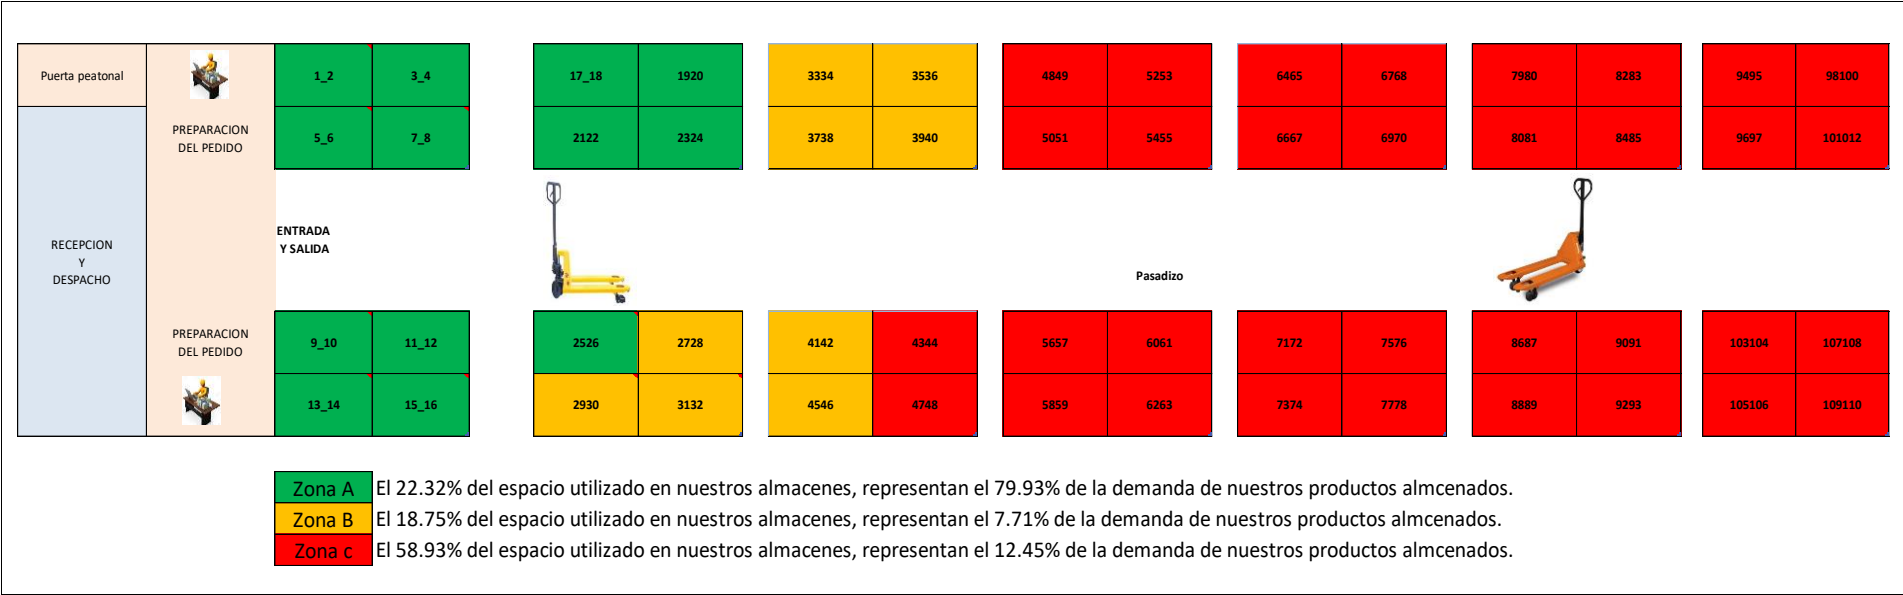 Puerta peatonal
1_2 3_4 17_18 1920 3334 3536 4849 5253 6465 6768 7980 8283 9495 98100
PREPARACION
DEL PEDIDO
5_6 7_8 2122 2324 3738 3940 5051 5455 6667 6970 8081 8485 9697 101012
ENTRADA
Y SALIDA
RECEPCION
Y
DESPACHO
Pasadizo
PREPARACION
DEL PEDIDO
9_10 11_12 2526 2728 4142 4344 5657 6061 7172 7576 8687 9091 103104 107108
13_14 15_16 2930 3132 4546 4748 5859 6263 7374 7778 8889 9293 105106 109110
Zona A El 22.32% del espacio utilizado en nuestros almacenes, representan el 79.93% de la demanda de nuestros productos almcenados.
Zona B El 18.75% del espacio utilizado en nuestros almacenes, representan el 7.71% de la demanda de nuestros productos almcenados.
Zona c El 58.93% del espacio utilizado en nuestros almacenes, representan el 12.45% de la demanda de nuestros productos almcenados.